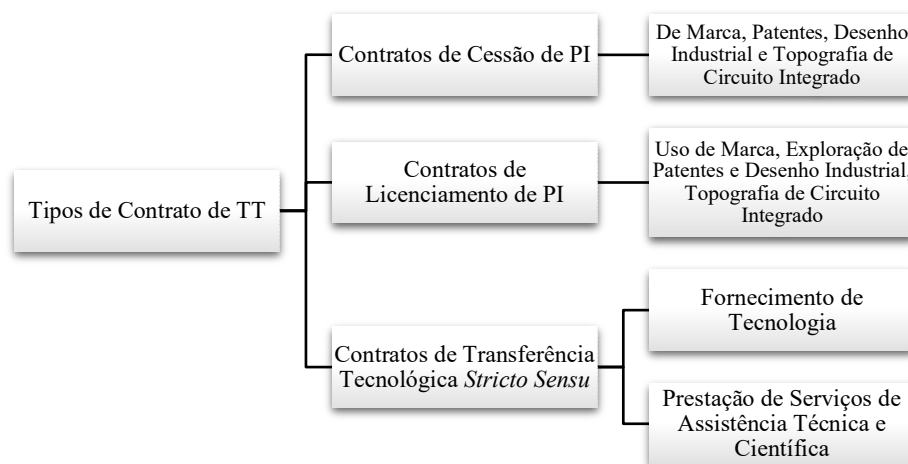 Tipos de Contrato de TT
Contratos de Cessão de PI
De Marca, Patentes, Desenho
Industrial e Topografia de
Circuito Integrado
Contratos de
Licenciamento de PI
Uso de Marca, Exploração de
Patentes e Desenho Industrial,
Topografia de Circuito
Integrado
Contratos de Transferência
Tecnológica Stricto Sensu
Fornecimento de
Tecnologia
Prestação de Serviços de
Assistência Técnica e
Científica